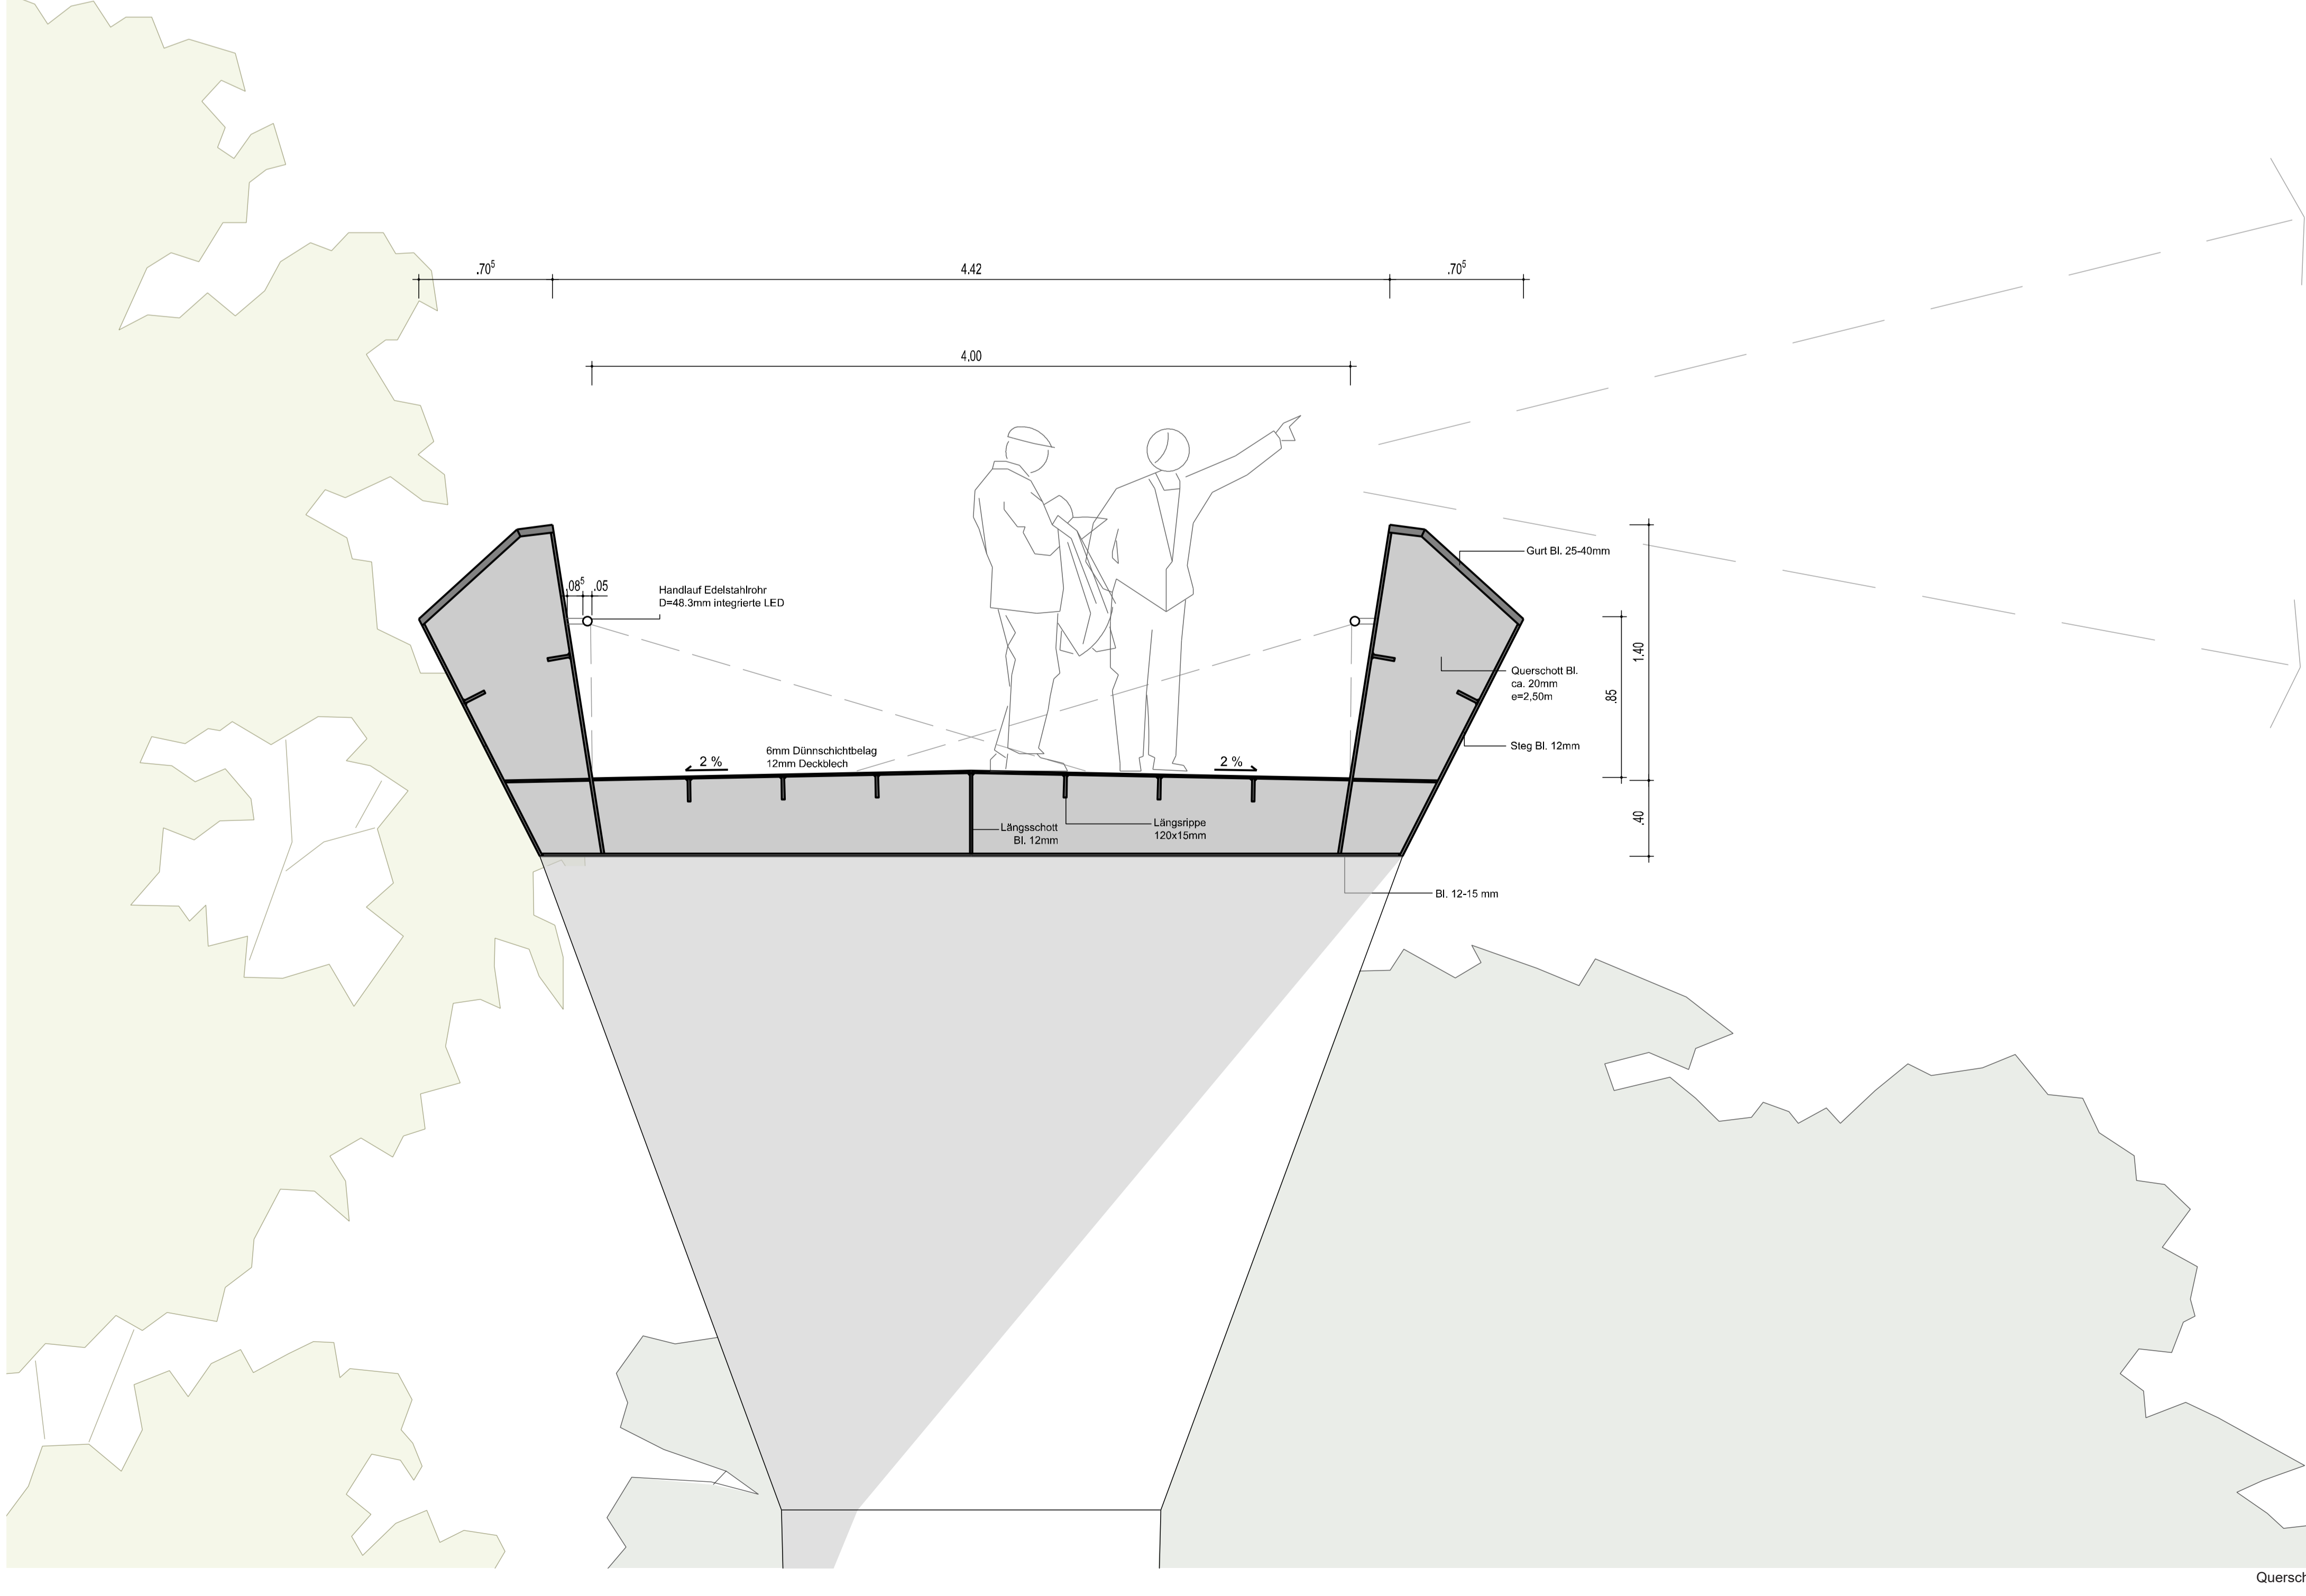 .70⁵
4.42
.70⁵
4,00
Gurt Bl. 25-40mm
.08⁵
.05
Handlauf Edelstahlrohr
D=48.3mm integrierte LED
1.40
.85
Querschott Bl.
ca. 20mm
e=2,50m
Steg Bl. 12mm
6mm Dünnschichtbelag
12mm Deckblech
2 %
2 %
Längsschott
Bl. 12mm
Längsrippe
120x15mm
.40
Bl. 12-15 mm
Quersch